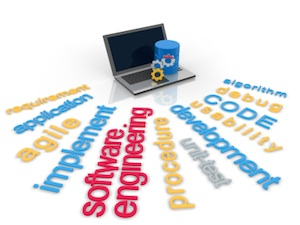 requirement
application
agile
implement
software
engineering
procedure
unit-test
development
usability
CODE
debug
algorithm